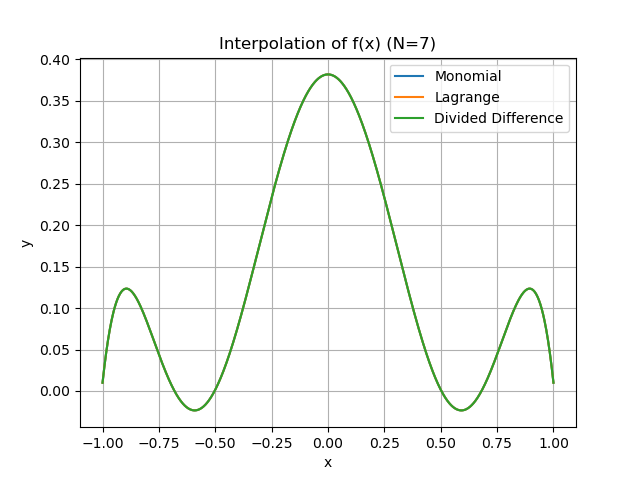 Interpolation of f(x) (N=7)
Monomial
Lagrange
Divided Difference
0.40
0.35
0.30
0.25
0.20
0.15
0.10
0.05
0.00
y
−1.00 −0.75 −0.50 −0.25 0.00 0.25 0.50 0.75 1.00
x